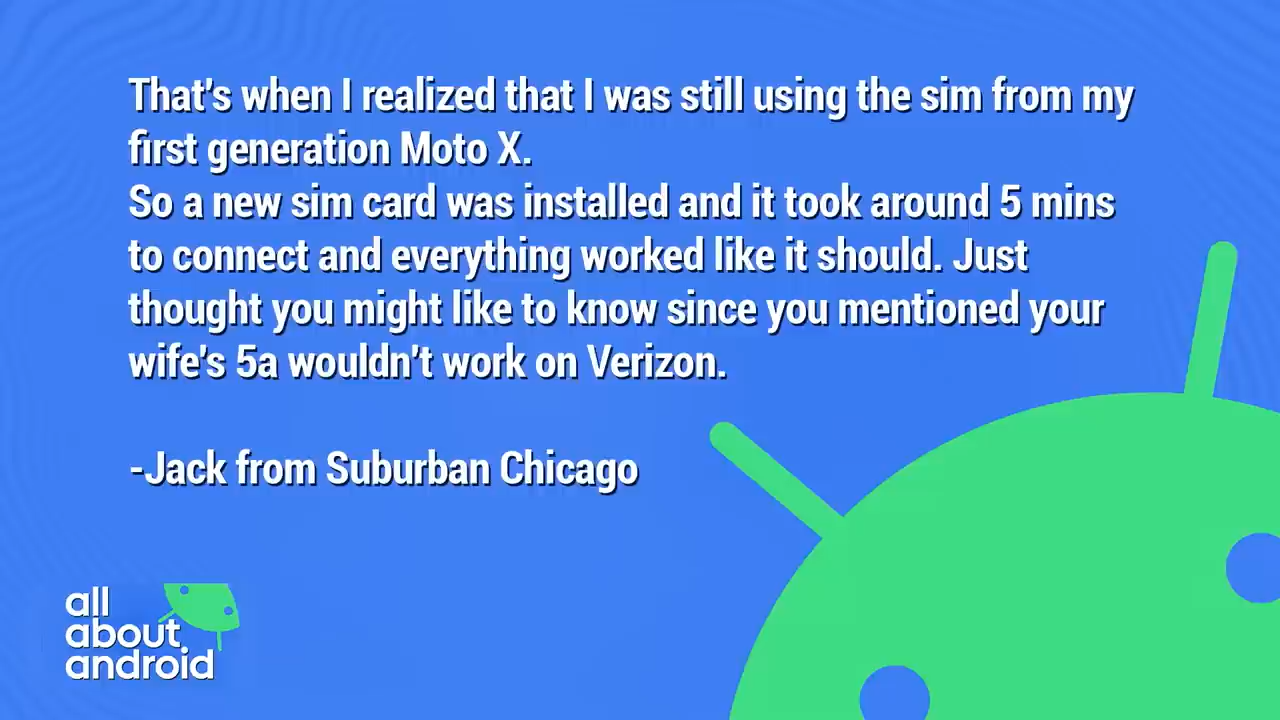 That's when I realized that I was still using the sim from my
first generation Moto X.
So a new sim card was installed and it took around 5 mins
to connect and everything worked like it should. Just
thought you might like to know since you mentioned your
wife's 5a wouldn't work on Verizon.
-Jack from Suburban Chicago
all
about
android